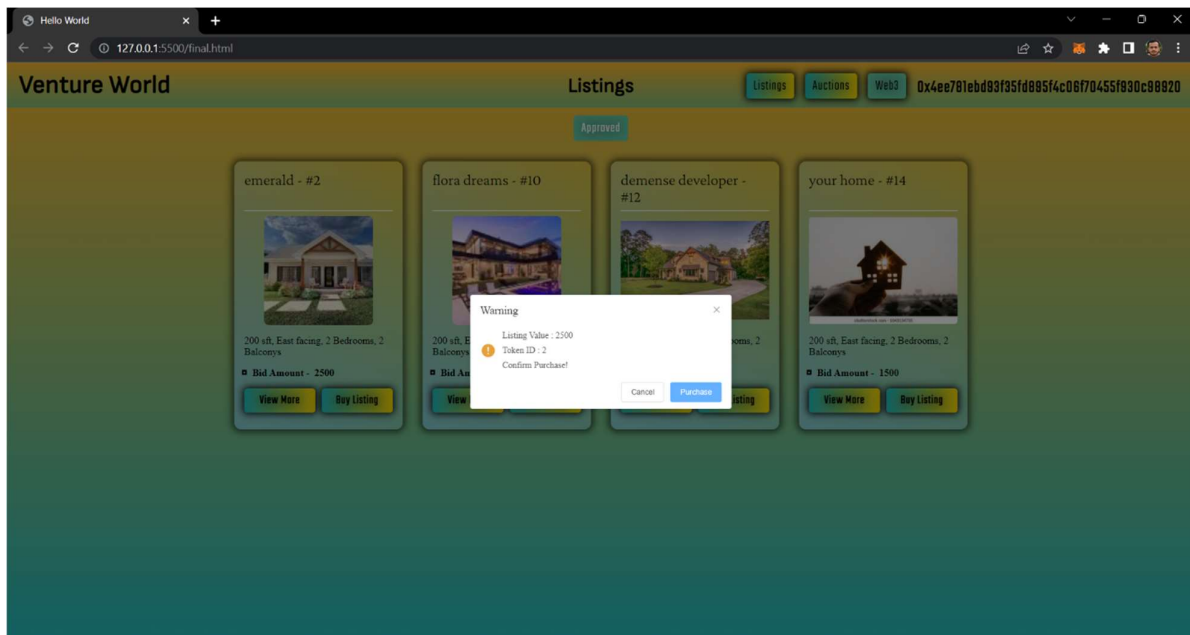 Hello World
127.0.0.1:5500/final.html
Venture World
Listings
Listings
Auctions
Web3
Approved
emerald - #2
flora dreams - #10
demense developer -
#12
your home - #14
200 sft, East facing, 2 Bedrooms, 2
Balconys
Bid Amount - 2500
View More
Buy Listing
200 sft, E
Balconys
Bid Am
View
Warning
Listing Value : 2500
Token ID : 2
Confirm Purchase!
Cancel
Purchase
ooms, 2
isting
200 sft, East facing, 2 Bedrooms, 2
Balconys
Bid Amount - 1500
View More
Buy Listing